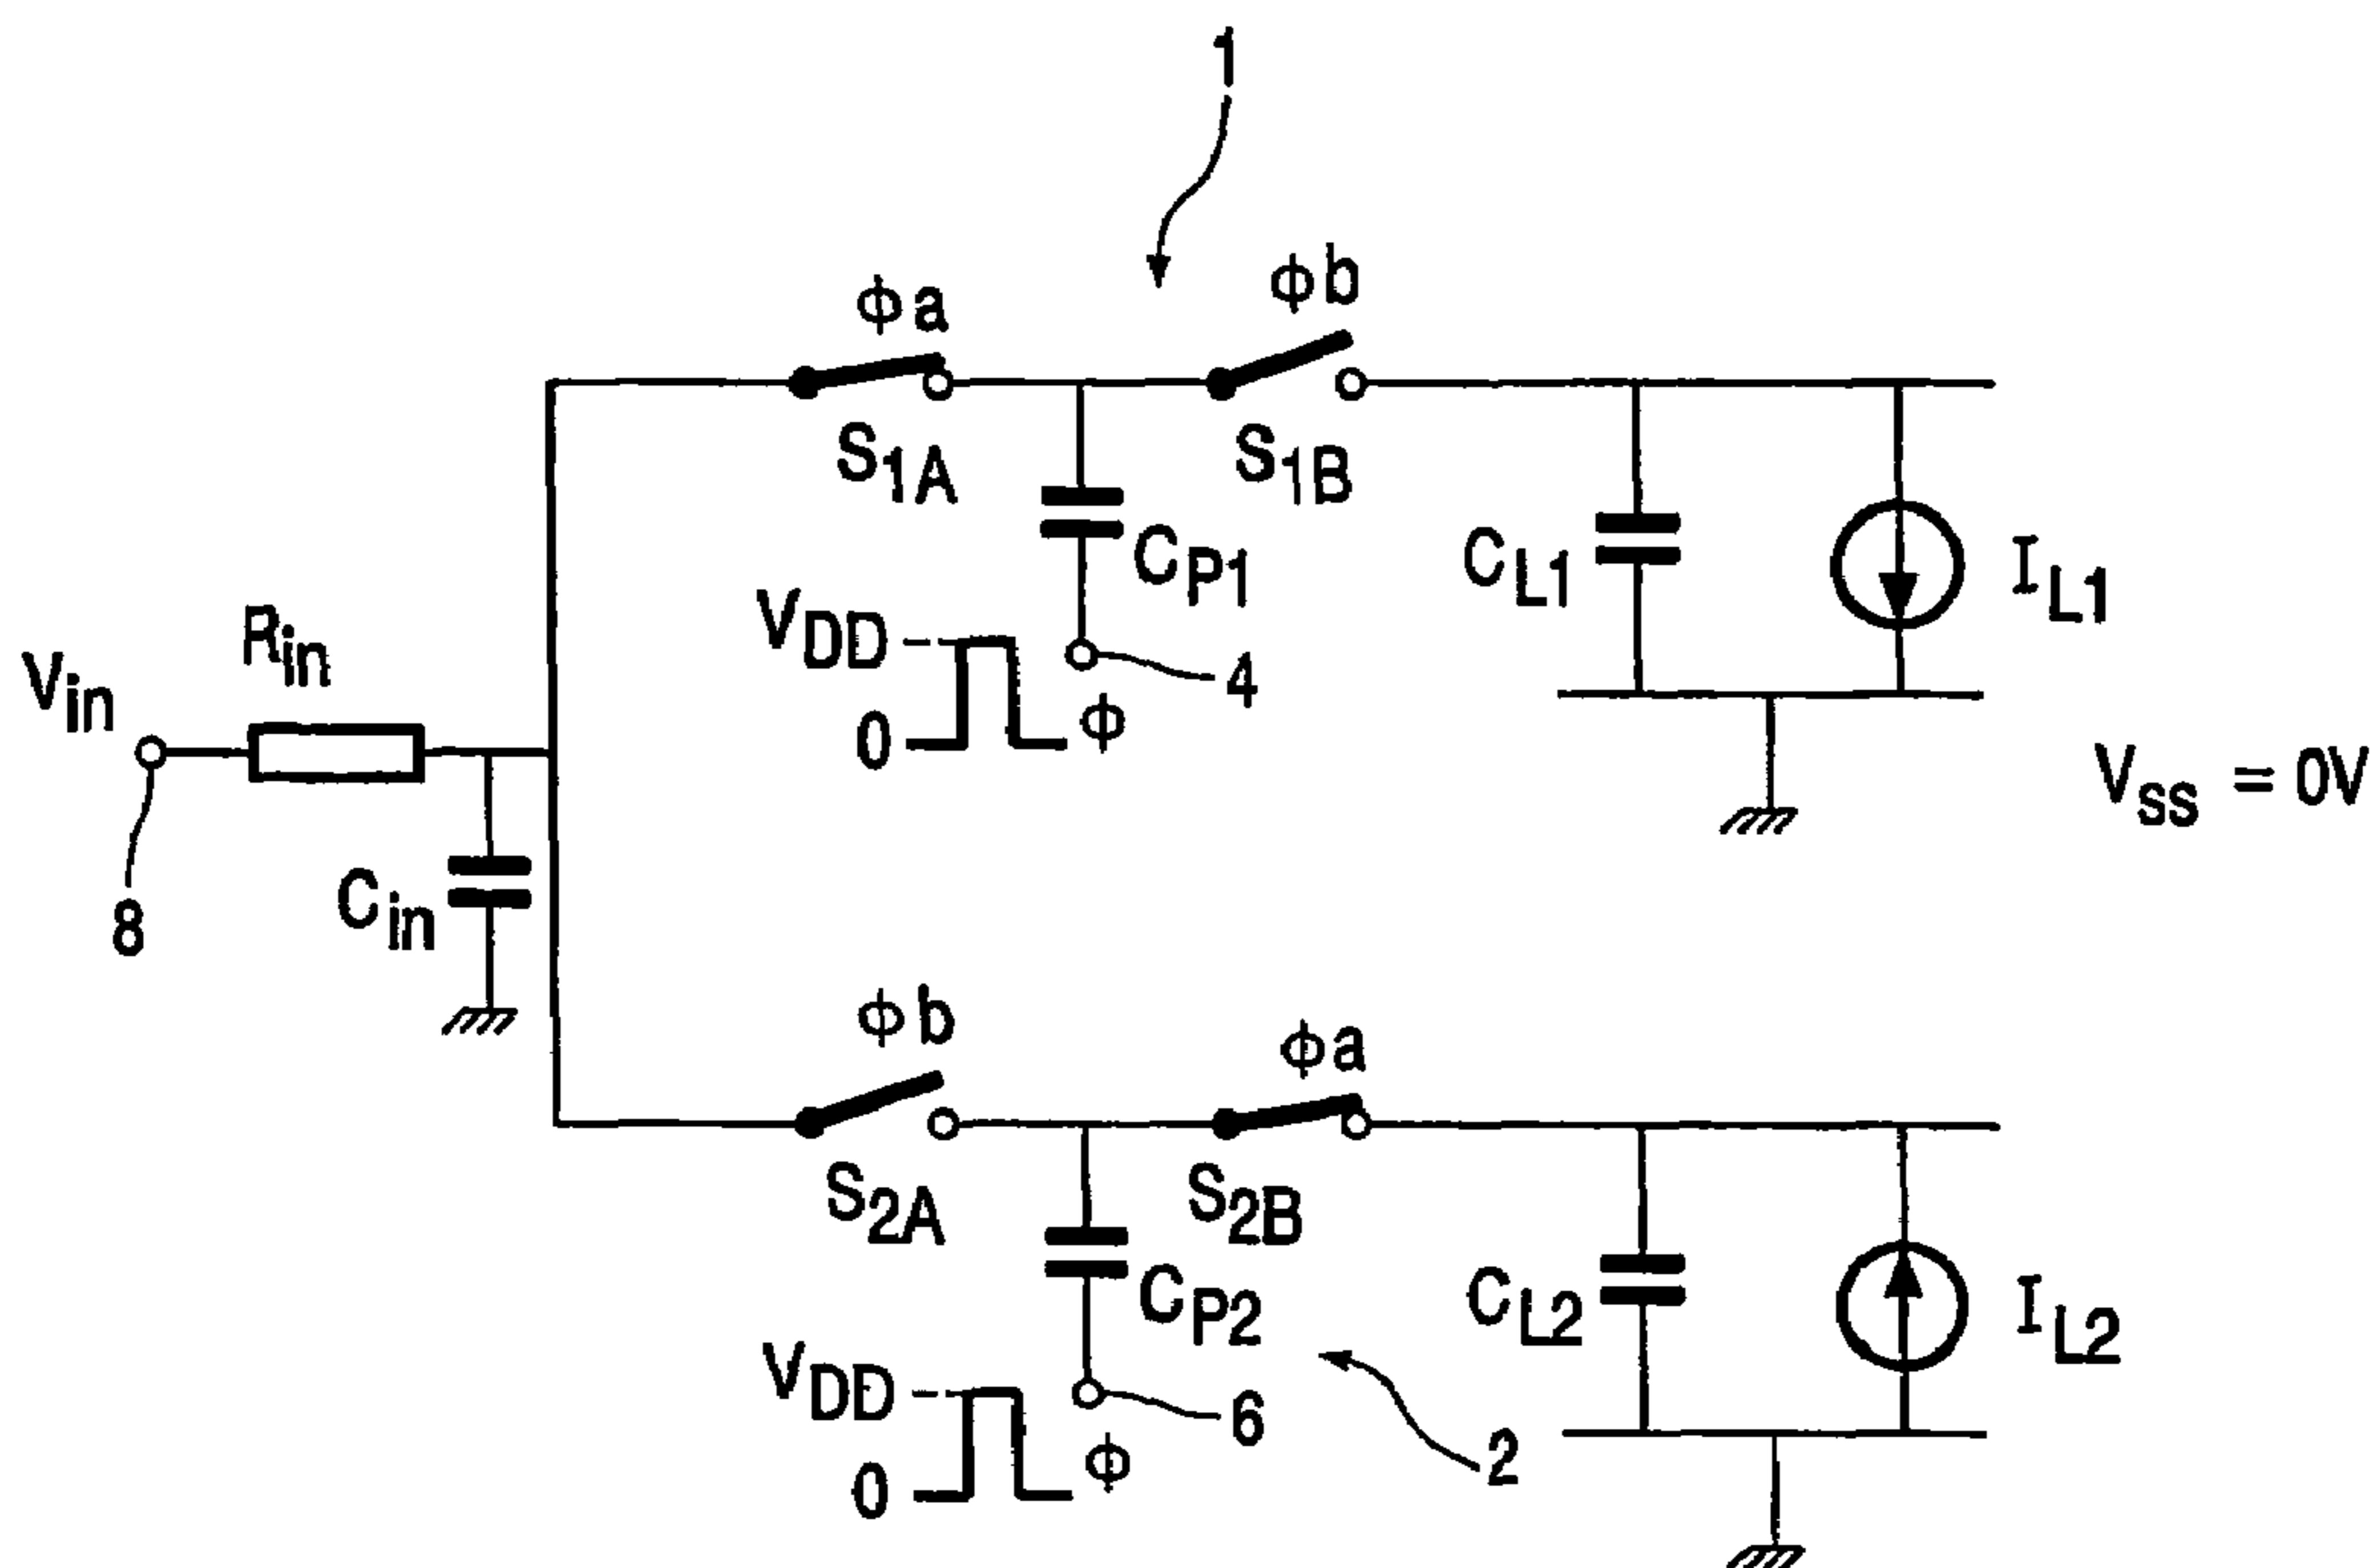 1
ϕa
ϕb
S1A
S1B
CP1
CL1
IL1
VDD
0
ϕ
4
Vin
Rin
Cin
8
VSS = 0V
ϕb
ϕa
S2A
S2B
CP2
CL2
IL2
VDD
0
ϕ
6
2